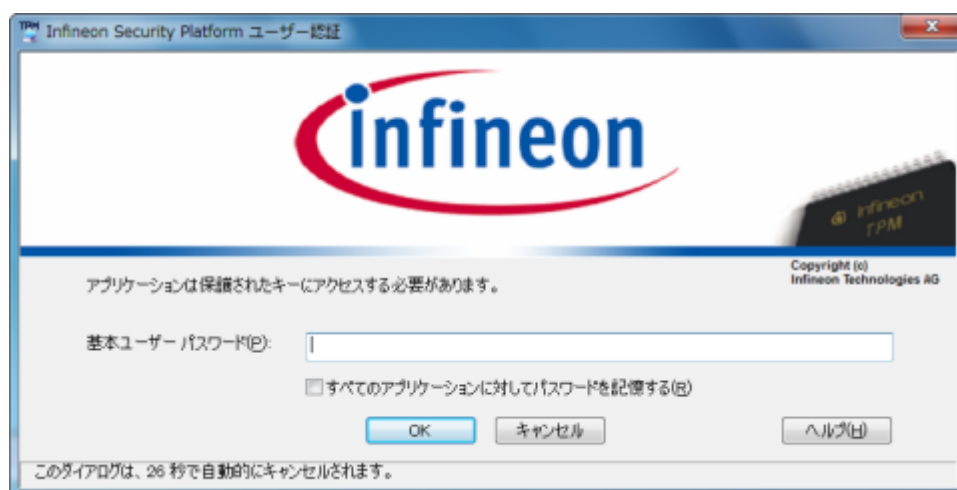 TPM
Infineon Security Platform ユーザー認証
infineon
infineon
TPM
Copyright (c)
Infineon Technologies AG
アプリケーションは保護されたキーにアクセスする必要があります。
基本ユーザー パスワード(P):
すべてのアプリケーションに対してパスワードを記憶する(R)
OK キャンセル ヘルプ(H)
このダイアログは、26 秒で自動的にキャンセルされます。